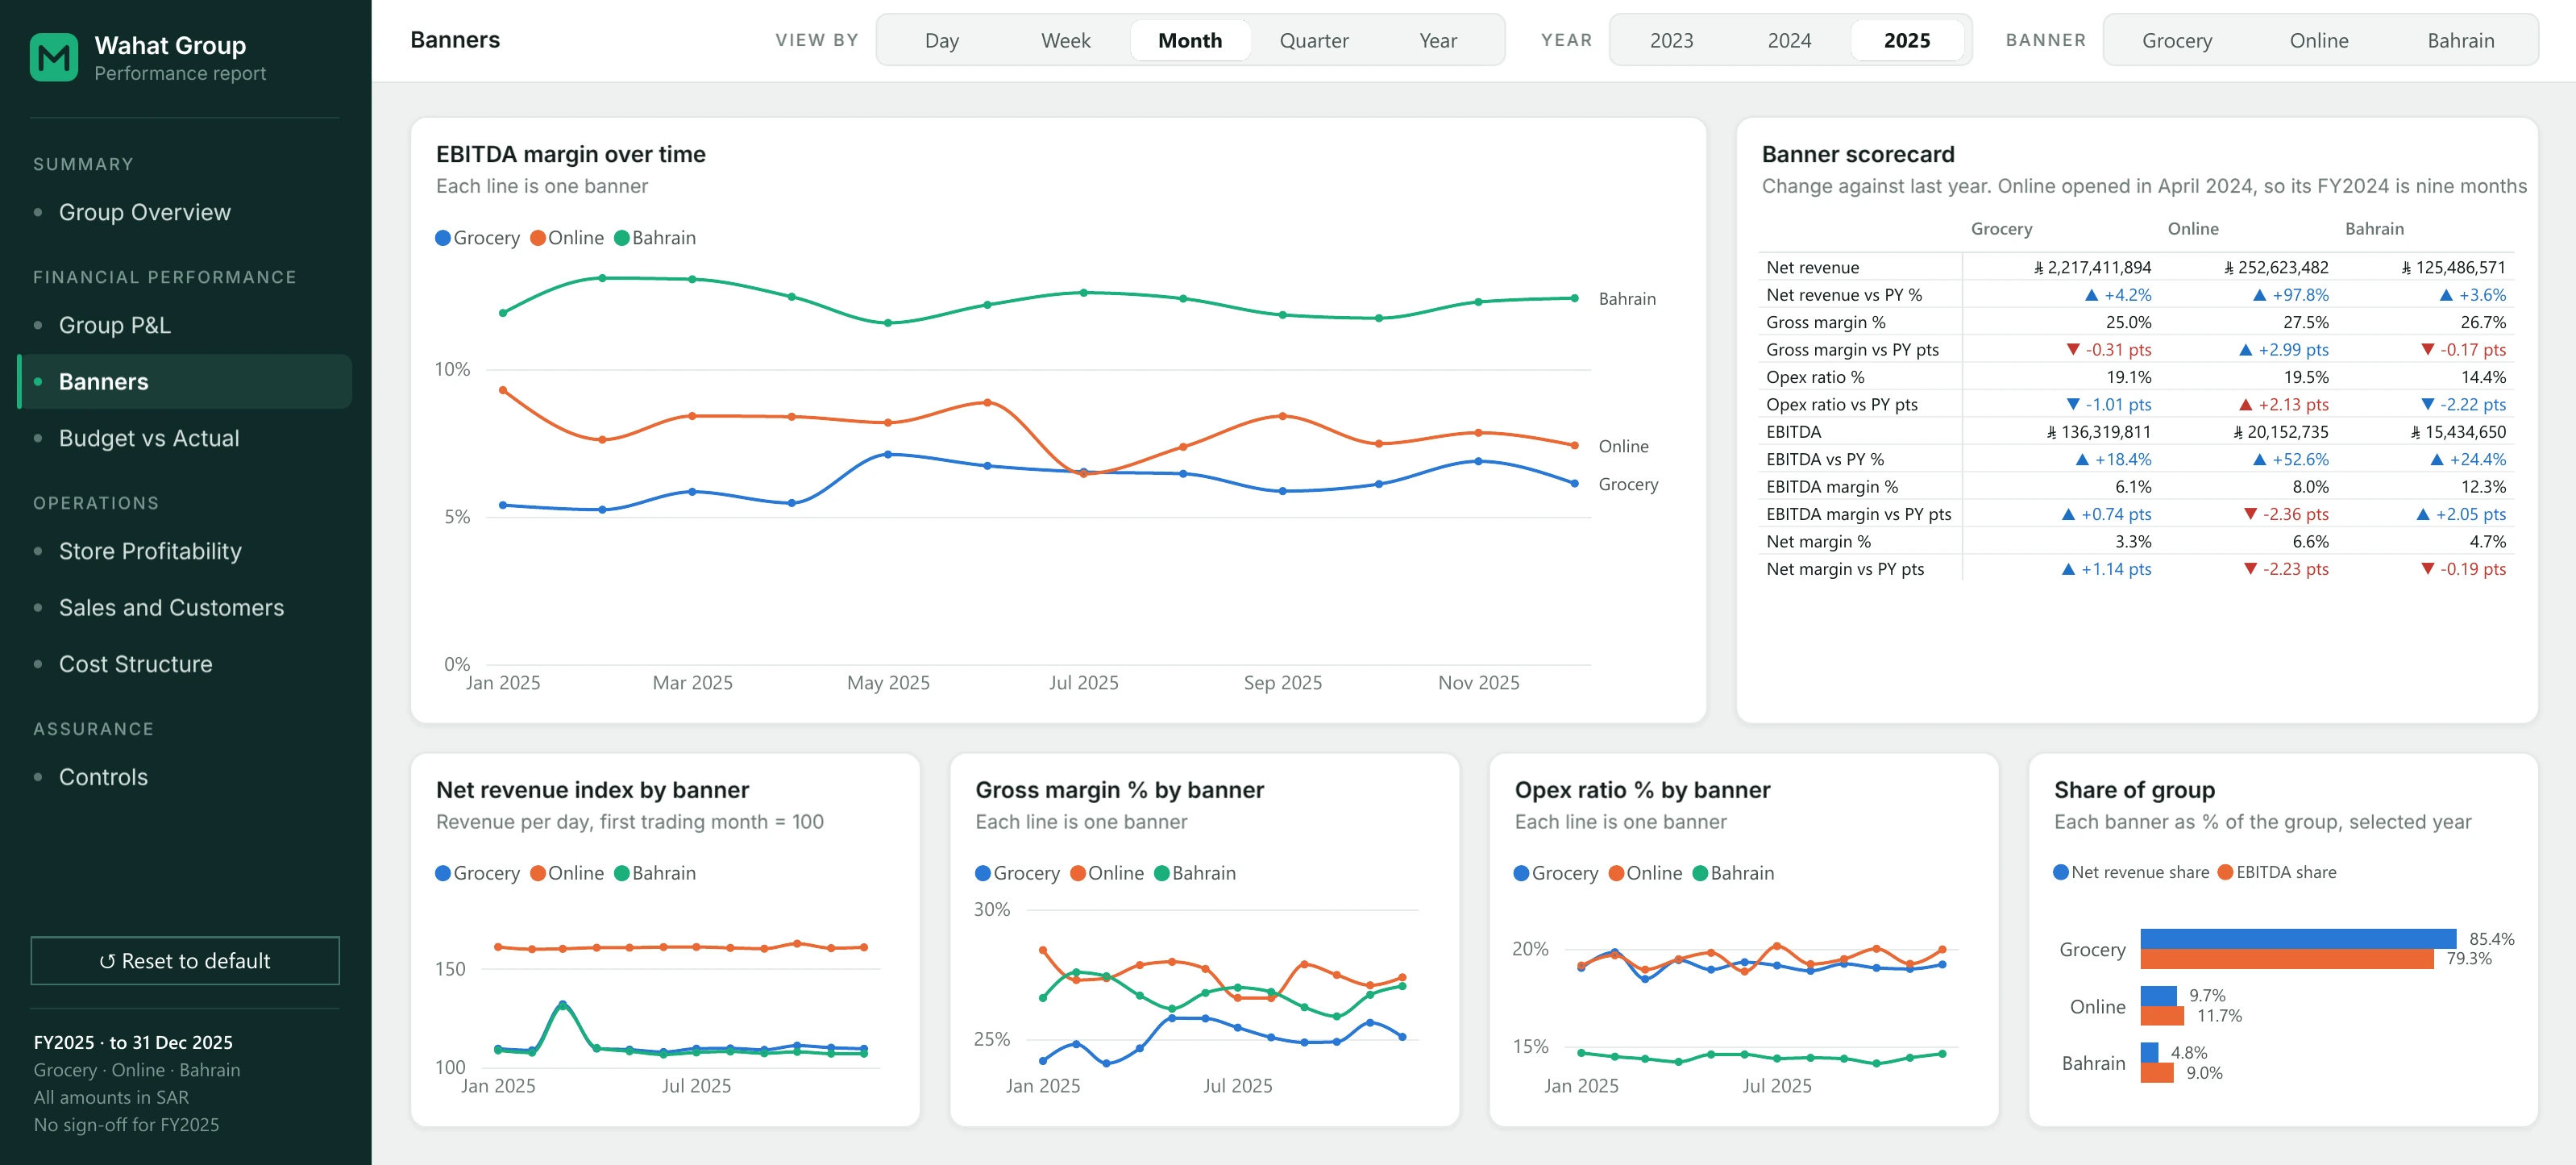 Wahat Group
Performance report
SUMMARY
Group Overview
FINANCIAL PERFORMANCE
Group P&L
Banners
Budget vs Actual
OPERATIONS
Store Profitability
Sales and Customers
Cost Structure
ASSURANCE
Controls
↺ Reset to default
FY2025 · to 31 Dec 2025
Grocery · Online · Bahrain
All amounts in SAR
No sign-off for FY2025
Banners
VIEW BY Day Week Month Quarter Year
YEAR 2023 2024 2025
BANNER Grocery Online Bahrain
EBITDA margin over time
Each line is one banner
Grocery Online Bahrain
10%
5%
0%
Bahrain
Online
Grocery
Jan 2025 Mar 2025 May 2025 Jul 2025 Sep 2025 Nov 2025
Banner scorecard
Change against last year. Online opened in April 2024, so its FY2024 is nine months
Grocery Online Bahrain
Net revenue ⃁ 2,217,411,894 ⃁ 252,623,482 ⃁ 125,486,571
Net revenue vs PY % ▲ +4.2% ▲ +97.8% ▲ +3.6%
Gross margin % 25.0% 27.5% 26.7%
Gross margin vs PY pts ▼ -0.31 pts ▲ +2.99 pts ▼ -0.17 pts
Opex ratio % 19.1% 19.5% 14.4%
Opex ratio vs PY pts ▼ -1.01 pts ▲ +2.13 pts ▼ -2.22 pts
EBITDA ⃁ 136,319,811 ⃁ 20,152,735 ⃁ 15,434,650
EBITDA vs PY % ▲ +18.4% ▲ +52.6% ▲ +24.4%
EBITDA margin % 6.1% 8.0% 12.3%
EBITDA margin vs PY pts ▲ +0.74 pts ▼ -2.36 pts ▲ +2.05 pts
Net margin % 3.3% 6.6% 4.7%
Net margin vs PY pts ▲ +1.14 pts ▼ -2.23 pts ▼ -0.19 pts
Net revenue index by banner
Revenue per day, first trading month = 100
Grocery Online Bahrain
150
100
Jan 2025 Jul 2025
Gross margin % by banner
Each line is one banner
Grocery Online Bahrain
30%
25%
Jan 2025 Jul 2025
Opex ratio % by banner
Each line is one banner
Grocery Online Bahrain
20%
15%
Jan 2025 Jul 2025
Share of group
Each banner as % of the group, selected year
Net revenue share EBITDA share
Grocery 85.4%
79.3%
Online 9.7%
11.7%
Bahrain 4.8%
9.0%